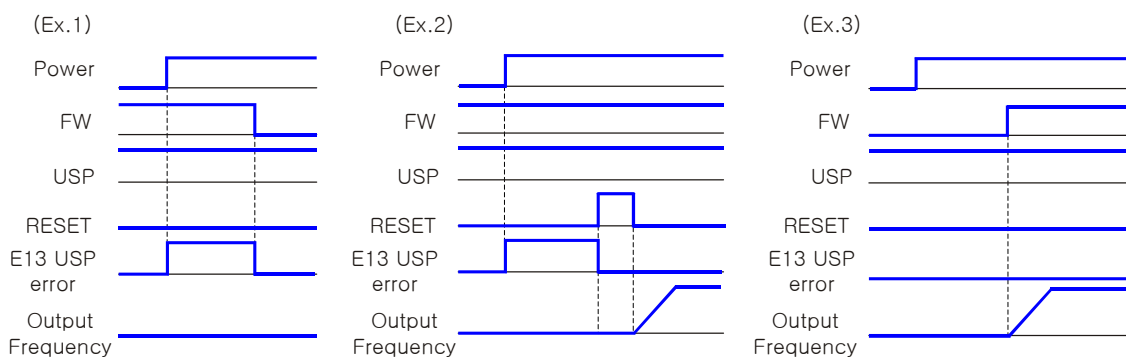 (Ex.1)
Power
FW
USP
RESET
E13 USP
error
Output
Frequency
(Ex.2)
Power
FW
USP
RESET
E13 USP
error
Output
Frequency
(Ex.3)
Power
FW
USP
RESET
E13 USP
error
Output
Frequency